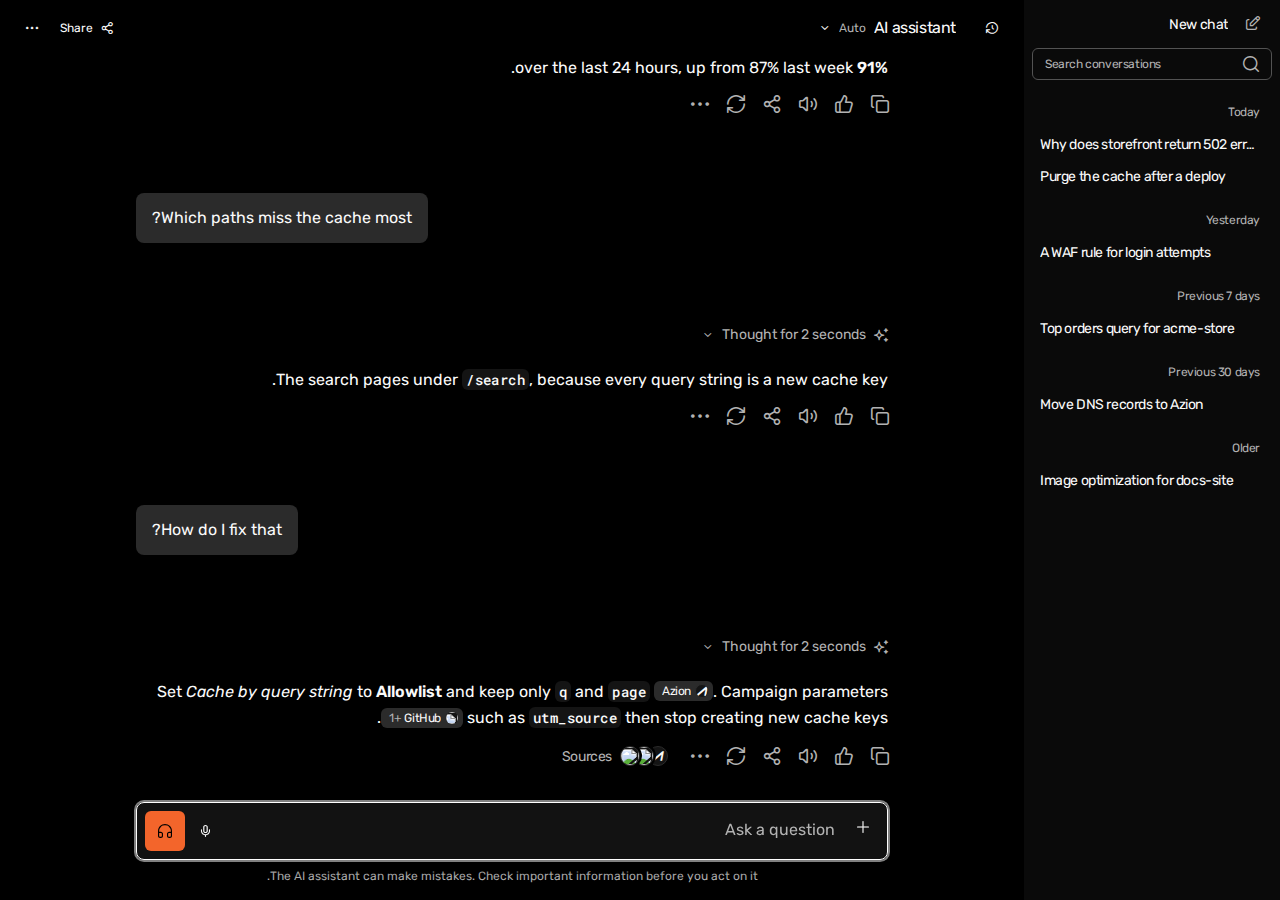 New chat
Search conversations
Today
Why does storefront return 502 err...
Purge the cache after a deploy
Yesterday
A WAF rule for login attempts
Previous 7 days
Top orders query for acme-store
Previous 30 days
Move DNS records to Azion
Older
Image optimization for docs-site
AI assistant Auto
Share
.over the last 24 hours, up from 87% last week 91%
?Which paths miss the cache most
Thought for 2 seconds
.The search pages under /search, because every query string is a new cache key
?How do I fix that
Thought for 2 seconds
Set Cache by query string to Allowlist and keep only q and page Azion. Campaign parameters
.1+ GitHub such as utm_source then stop creating new cache keys
Sources
Ask a question
.The AI assistant can make mistakes. Check important information before you act on it